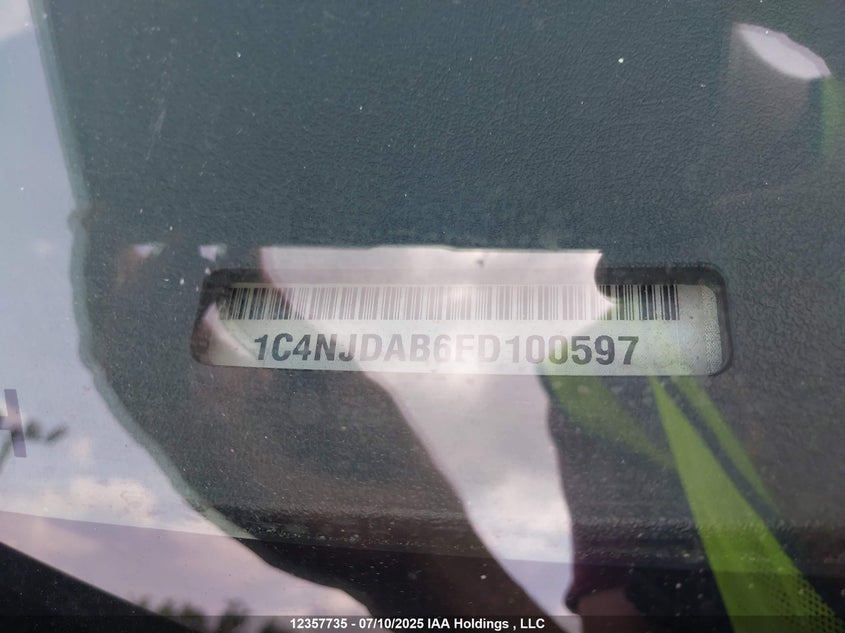 1C4NJDAB6FD100597
12357735 - 07/10/2025 IAA Holdings , LLC